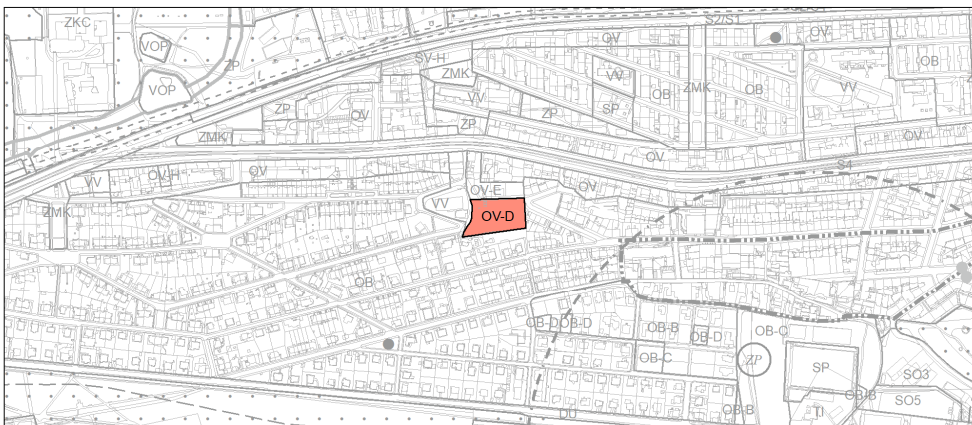 ZKC
S2/S1
VOP
ZP
SV-H
OV
OV
OB
VOP
ZMK
VV
VV
SP
OB
ZMK
OB
VV
ZP
OV
ZP
ZP
ZMK
OV
OV
S4
VV
OV-H
OV
OV-E
OV
VV
OV-D
ZMK
OB
OB-D
OB-D
OB-B
OB-D
OB-C
OB-C
ZP
SP
SO3
OB-B
SO5
OB-B
TI
DU